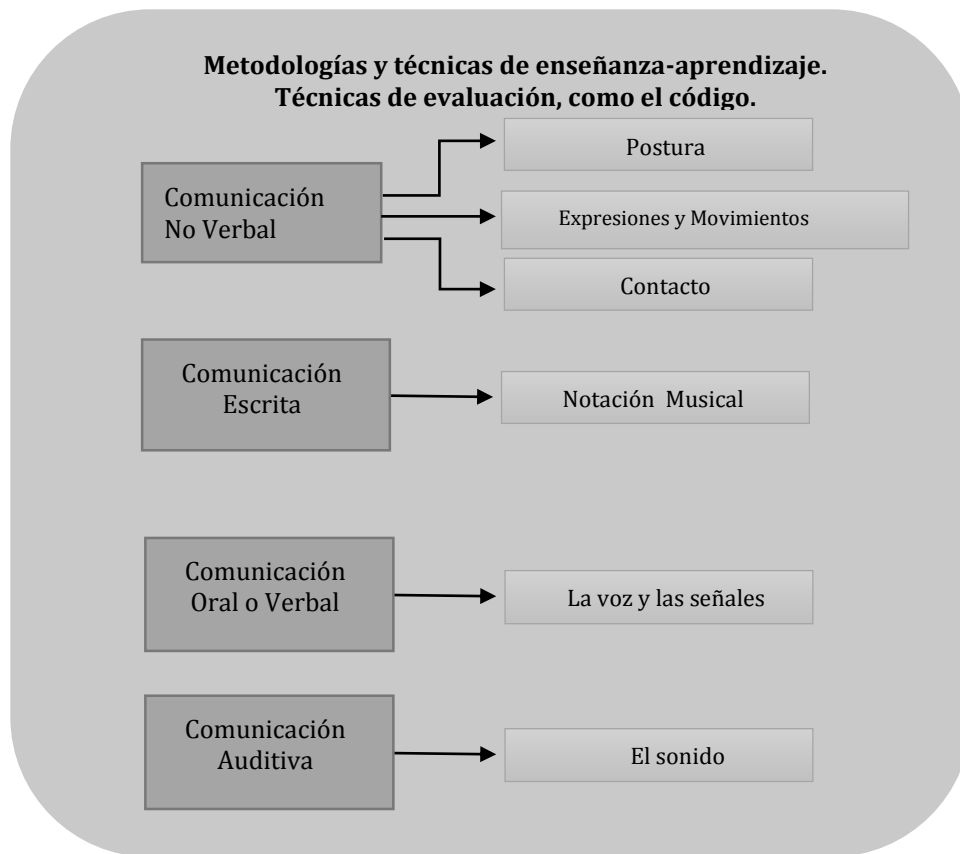 Metodologías y técnicas de enseñanza-aprendizaje.
Técnicas de evaluación, como el código.
Comunicación
No Verbal
Postura
Expresiones y Movimientos
Contacto
Comunicación
Escrita
Notación Musical
Comunicación
Oral o Verbal
La voz y las señales
Comunicación
Auditiva
El sonido